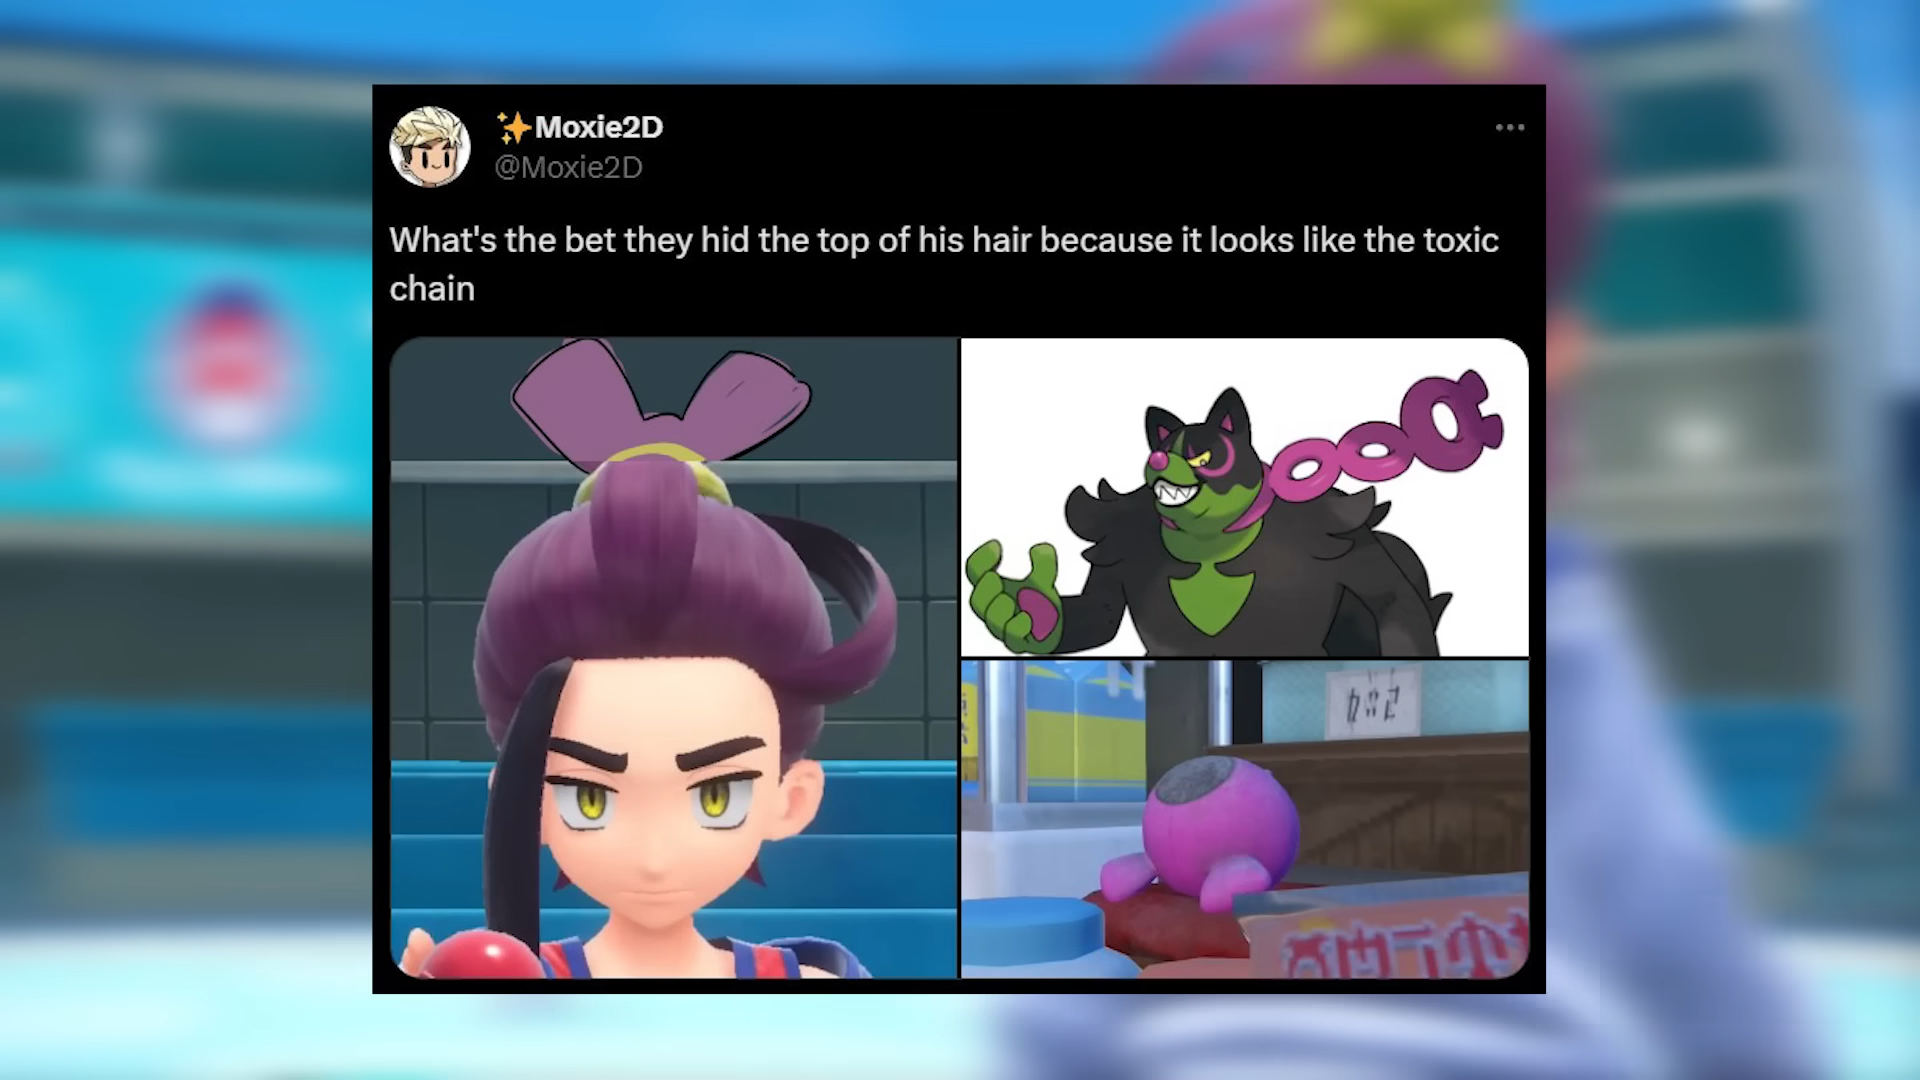 ✨Moxie2D
@Moxie2D
What's the bet they hid the top of his hair because it looks like the toxic
chain